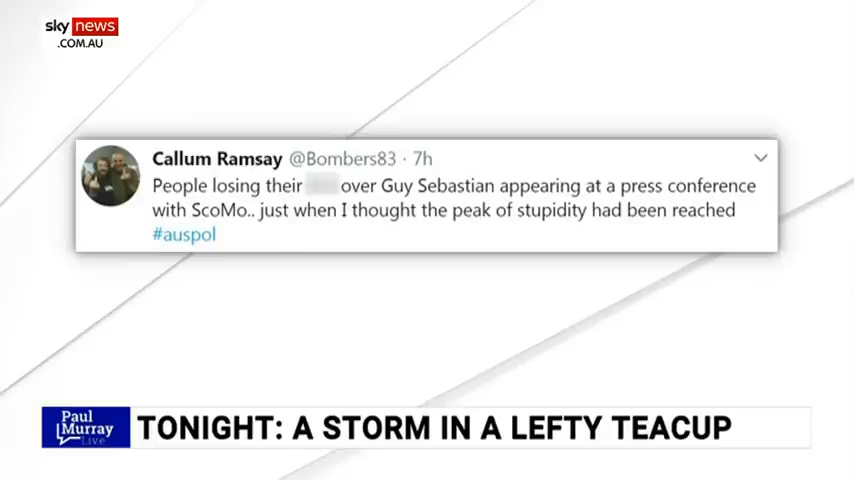 sky news
.COM.AU
Callum Ramsay @Bombers83 · 7h
People losing their over Guy Sebastian appearing at a press conference
with ScoMo.. just when I thought the peak of stupidity had been reached
#auspol
Paul
Murray
Live
TONIGHT: A STORM IN A LEFTY TEACUP